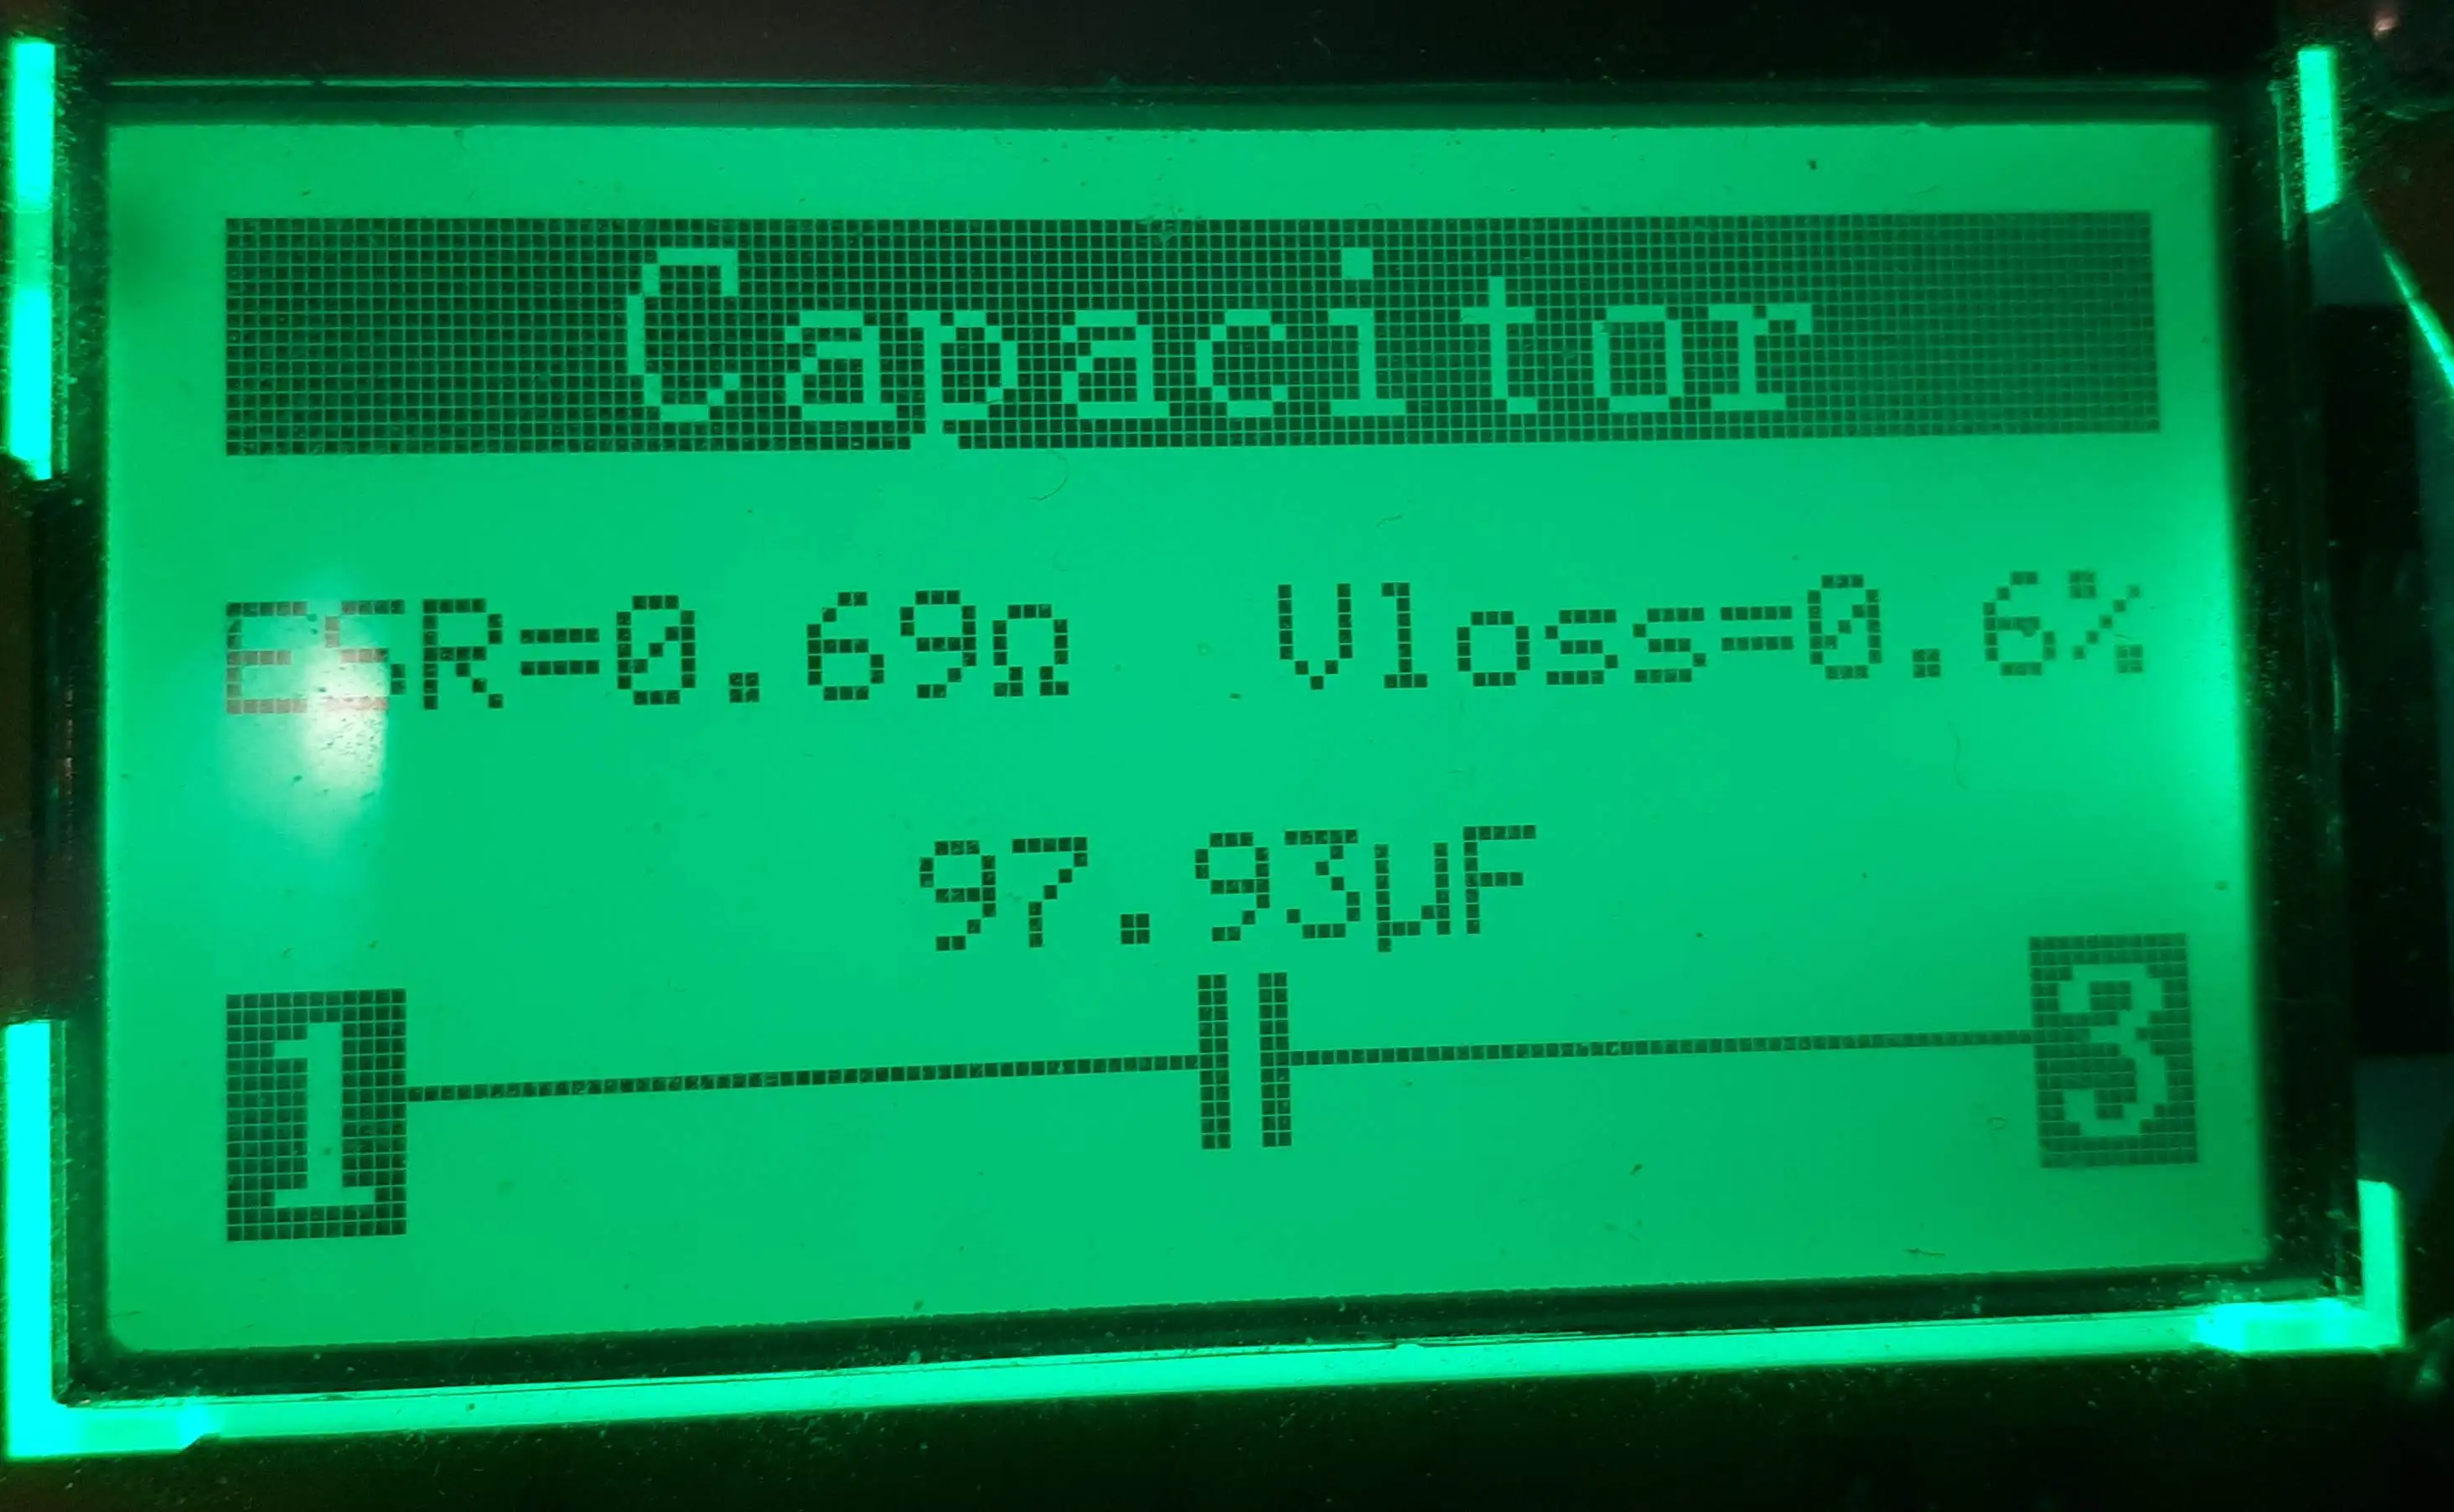 Capacitor
ESR=0.69Ω Vloss=0.6%
97.93µF
1 3